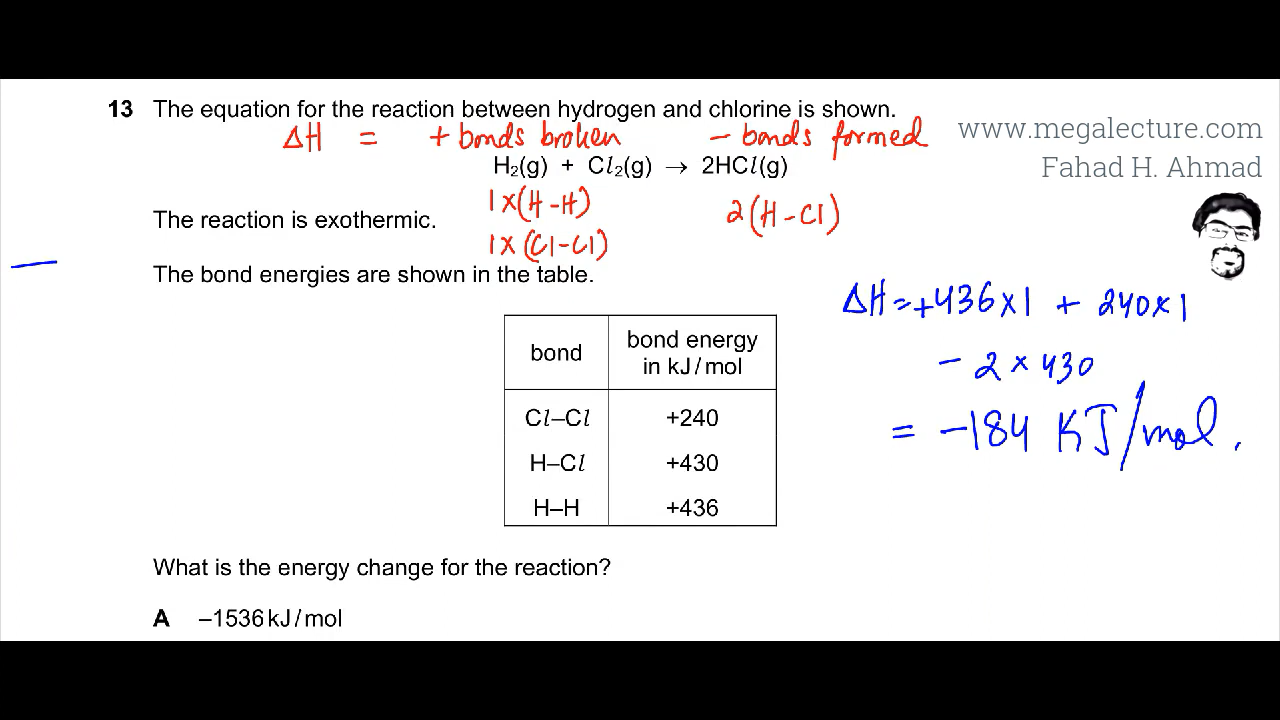 13 The equation for the reaction between hydrogen and chlorine is shown.
ΔH = + bonds broken - bonds formed
www.megalecture.com
Fahad H. Ahmad
H₂(g) + Cl₂(g) → 2HCl(g)
1×(H-H)
2(H-Cl)
The reaction is exothermic.
1×(Cl-Cl)
The bond energies are shown in the table.
ΔH = +436×1 + 240×1
- 2×430
= -184 KJ/mol.
bond bond energy in kJ/mol
Cl–Cl +240
H–Cl +430
H–H +436
What is the energy change for the reaction?
A –1536 kJ/mol